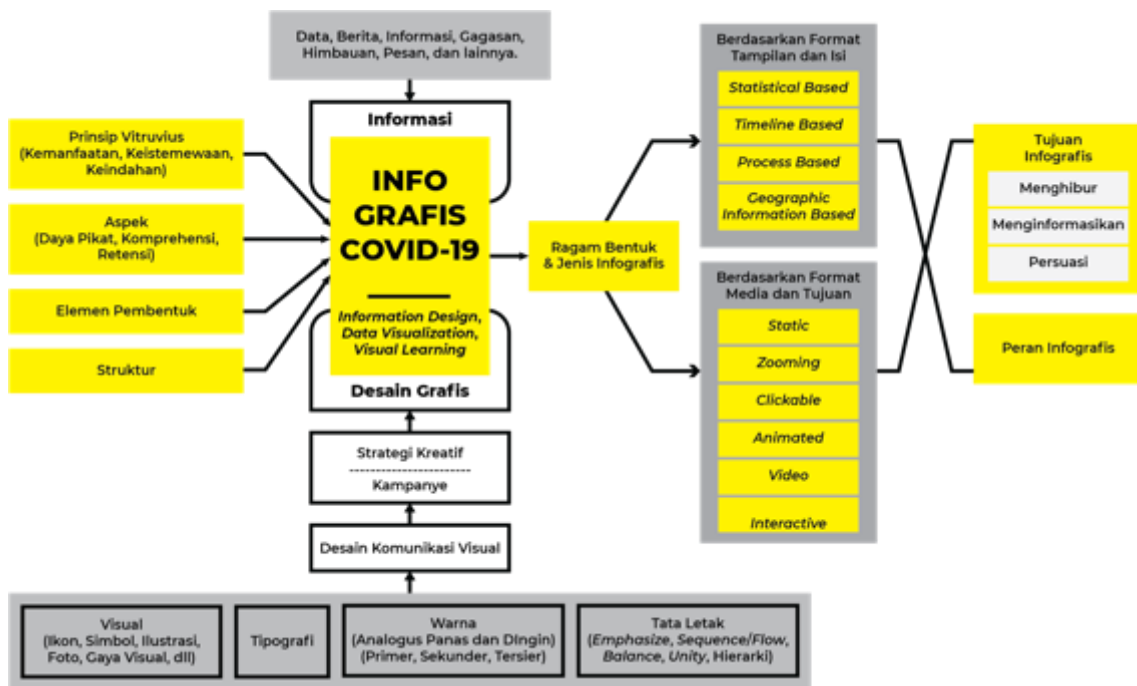 Data, Berita, Informasi, Gagasan,
Himbauan, Pesan, dan lainnya.
Informasi
Prinsip Vitruvius
(Kemanfaatan, Keistemewaan,
Keindahan)
Aspek
(Daya Pikat, Komprehensi,
Retensi)
Elemen Pembentuk
Struktur
INFO
GRAFIS
COVID-19
Information Design,
Data Visualization,
Visual Learning
Desain Grafis
Strategi Kreatif
------------------------
Kampanye
Desain Komunikasi Visual
Visual
(Ikon, Simbol, Ilustrasi,
Foto, Gaya Visual, dll)
Tipografi
Warna
(Analogus Panas dan DIngin)
(Primer, Sekunder, Tersier)
Tata Letak
(Emphasize, Sequence/Flow,
Balance, Unity, Hierarki)
Ragam Bentuk
& Jenis Infografis
Berdasarkan Format
Tampilan dan Isi
Statistical Based
Timeline Based
Process Based
Geographic
Information Based
Berdasarkan Format
Media dan Tujuan
Static
Zooming
Clickable
Animated
Video
Interactive
Tujuan
Infografis
Menghibur
Menginformasikan
Persuasi
Peran Infografis